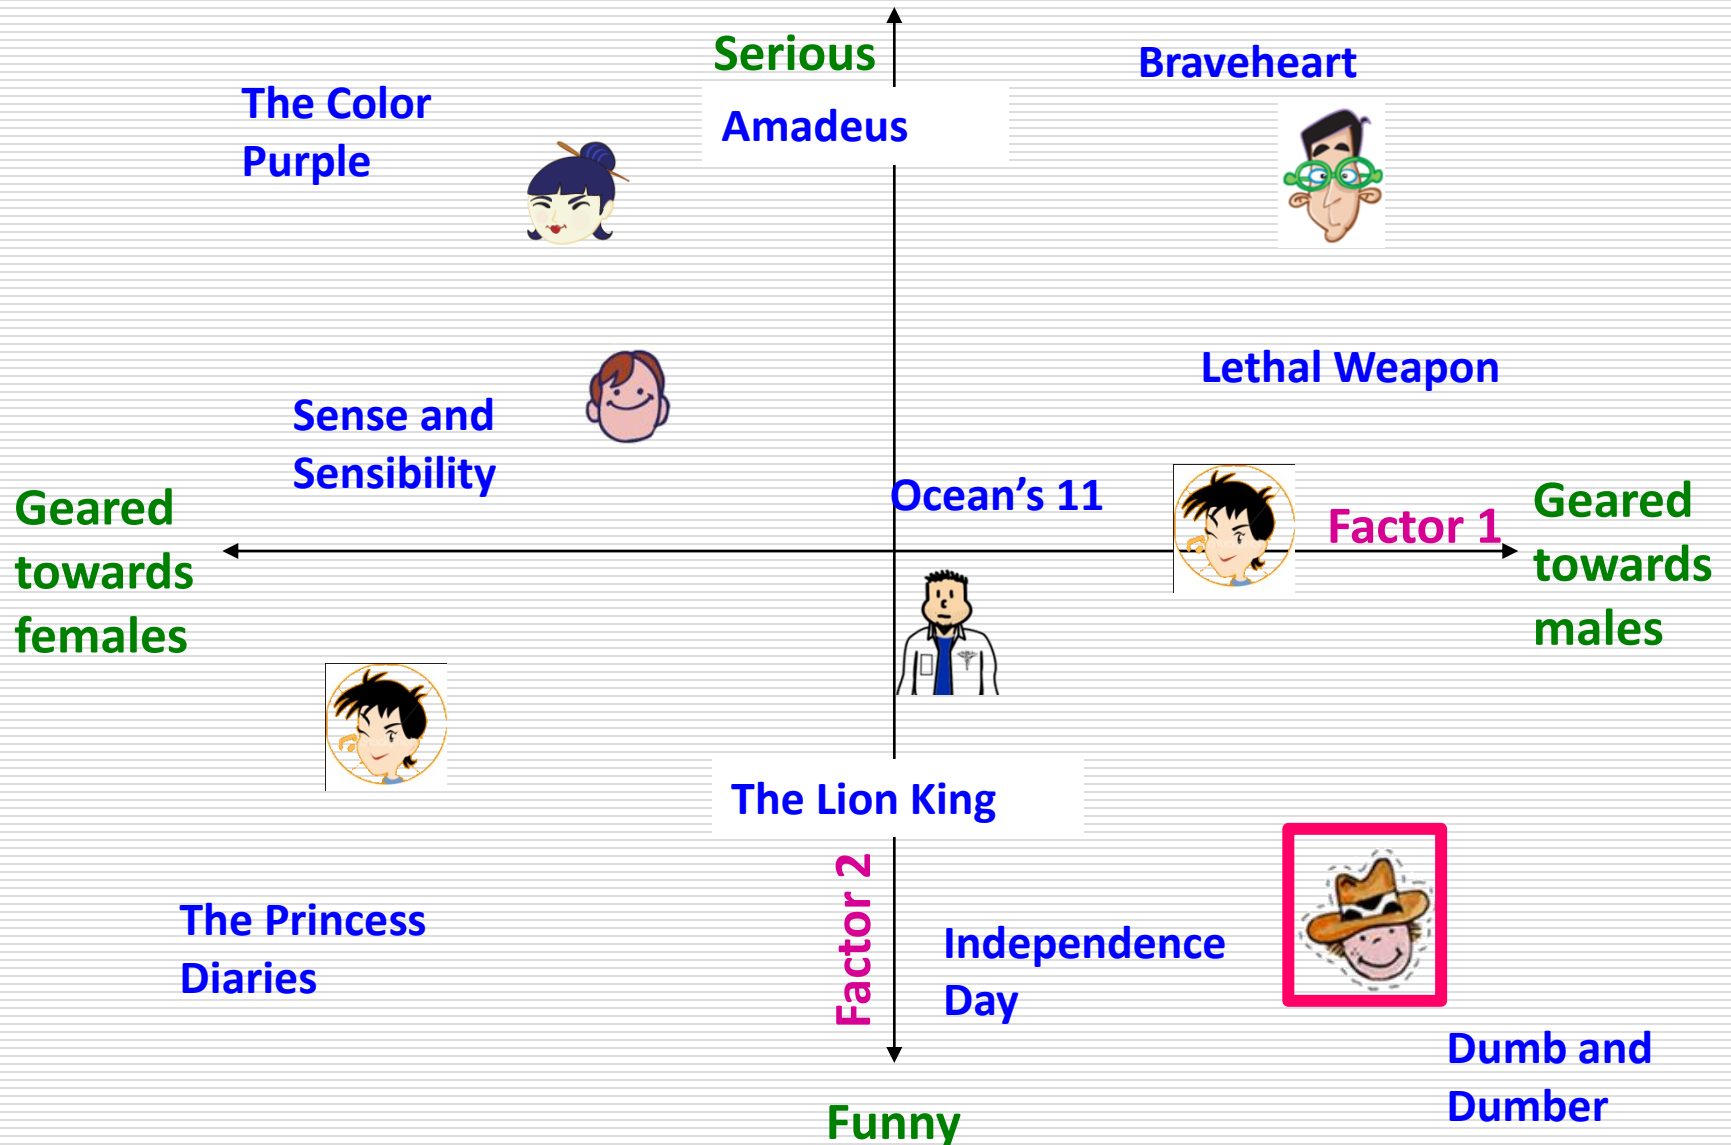 Serious
Braveheart
The Color
Purple
Amadeus
Lethal Weapon
Sense and
Sensibility
Ocean’s 11
Geared
towards
females
Factor 1
Geared
towards
males
The Lion King
Factor 2
The Princess
Diaries
Independence
Day
Dumb and
Dumber
Funny